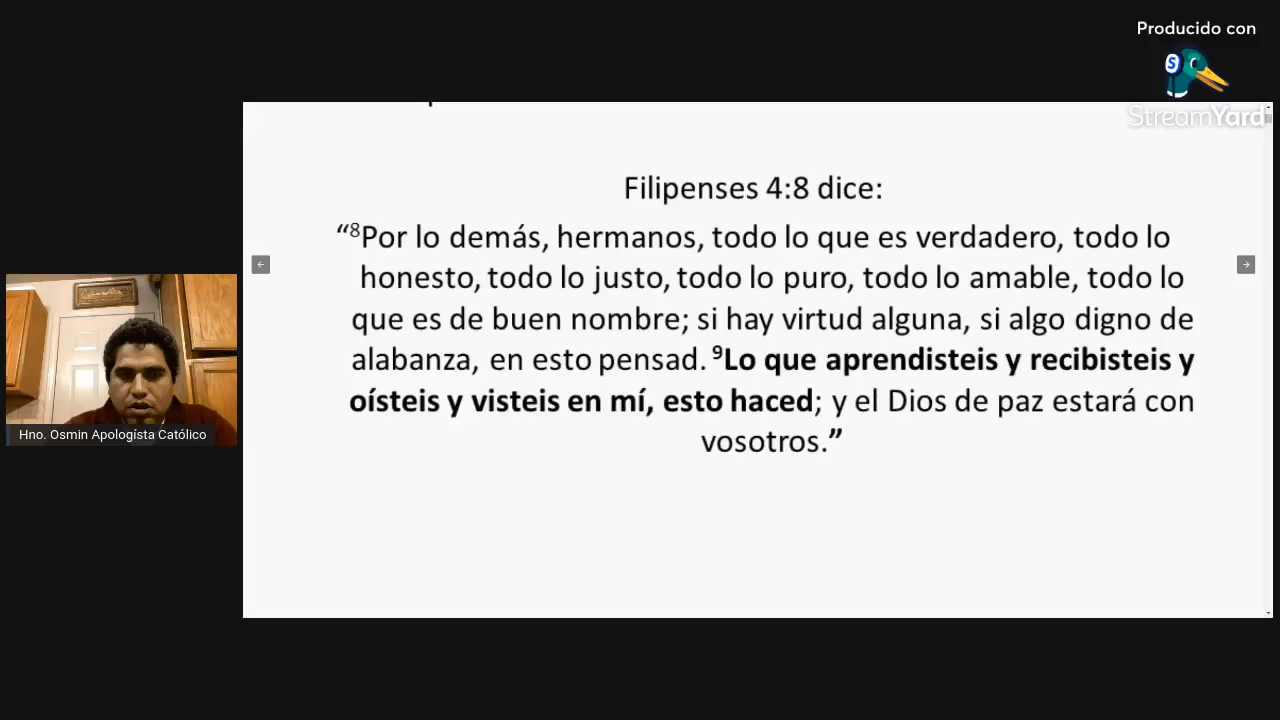 Producido con
StreamYard
Filipenses 4:8 dice:
“⁸Por lo demás, hermanos, todo lo que es verdadero, todo lo
honesto, todo lo justo, todo lo puro, todo lo amable, todo lo
que es de buen nombre; si hay virtud alguna, si algo digno de
alabanza, en esto pensad. ⁹Lo que aprendisteis y recibisteis y
oísteis y visteis en mí, esto haced; y el Dios de paz estará con
vosotros.”
Hno. Osmin Apologísta Católico